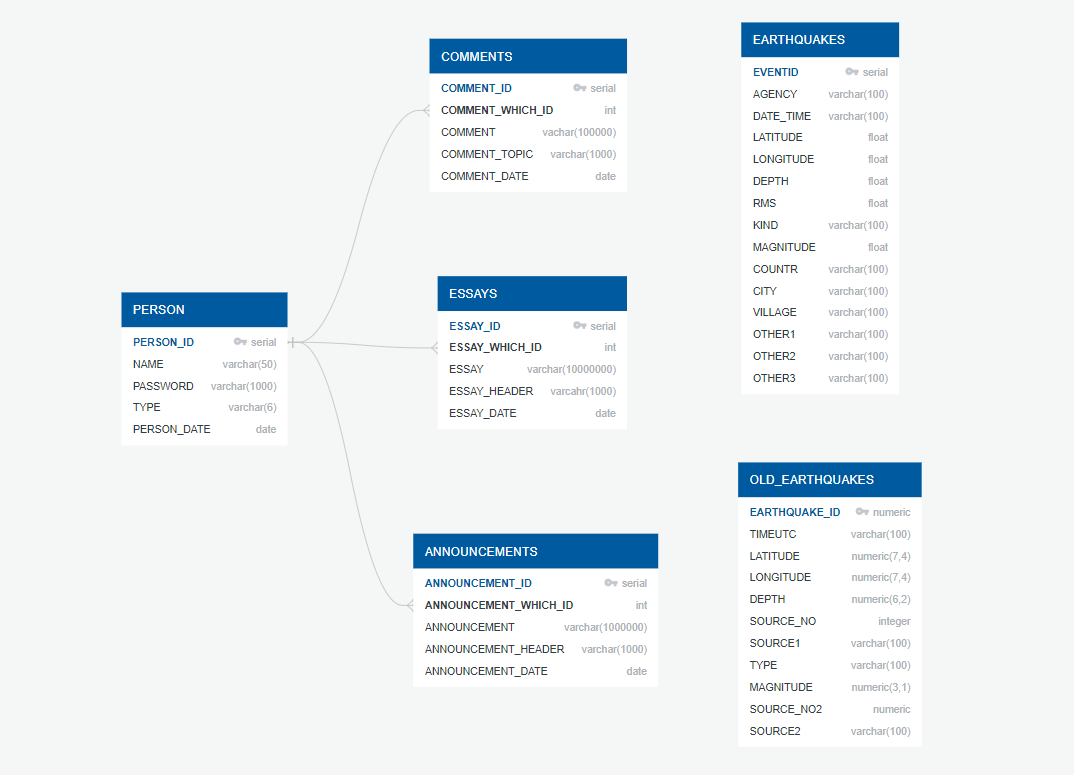 COMMENTS
COMMENT_ID serial
COMMENT_WHICH_ID int
COMMENT vachar(100000)
COMMENT_TOPIC varchar(1000)
COMMENT_DATE date
EARTHQUAKES
EVENTID serial
AGENCY varchar(100)
DATE_TIME varchar(100)
LATITUDE float
LONGITUDE float
DEPTH float
RMS float
KIND varchar(100)
MAGNITUDE float
COUNTR varchar(100)
CITY varchar(100)
VILLAGE varchar(100)
OTHER1 varchar(100)
OTHER2 varchar(100)
OTHER3 varchar(100)
PERSON
PERSON_ID serial
NAME varchar(50)
PASSWORD varchar(1000)
TYPE varchar(6)
PERSON_DATE date
ESSAYS
ESSAY_ID serial
ESSAY_WHICH_ID int
ESSAY varchar(10000000)
ESSAY_HEADER varcahr(1000)
ESSAY_DATE date
ANNOUNCEMENTS
ANNOUNCEMENT_ID serial
ANNOUNCEMENT_WHICH_ID int
ANNOUNCEMENT varchar(1000000)
ANNOUNCEMENT_HEADER varchar(1000)
ANNOUNCEMENT_DATE date
OLD_EARTHQUAKES
EARTHQUAKE_ID numeric
TIMEUTC varchar(100)
LATITUDE numeric(7,4)
LONGITUDE numeric(7,4)
DEPTH numeric(6,2)
SOURCE_NO integer
SOURCE1 varchar(100)
TYPE varchar(100)
MAGNITUDE numeric(3,1)
SOURCE_NO2 numeric
SOURCE2 varchar(100)